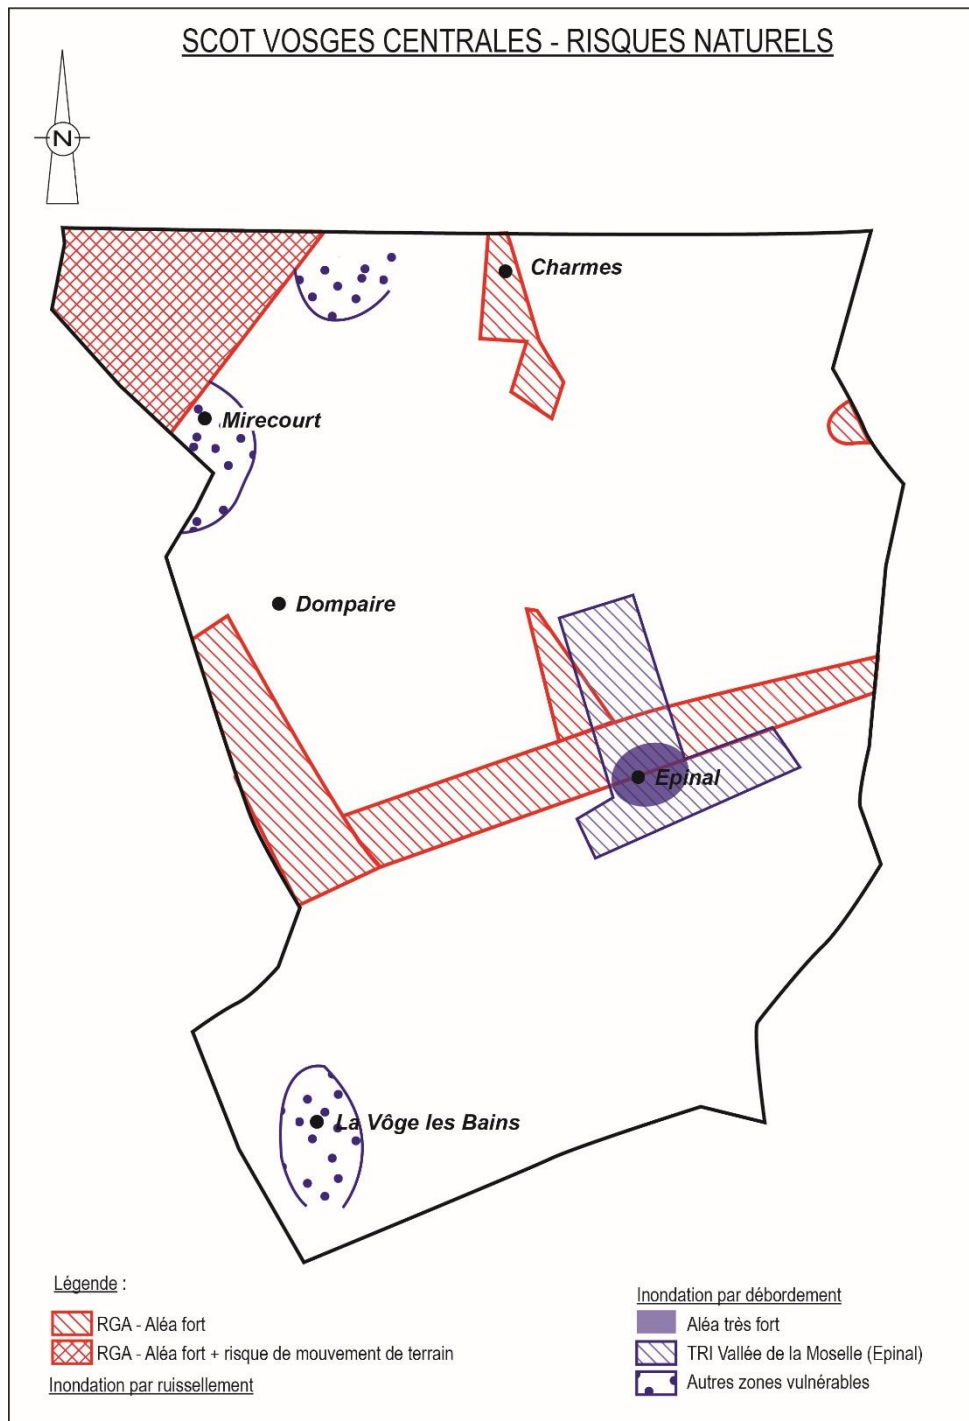 SCOT VOSGES CENTRALES - RISQUES NATURELS
N
Charmes
Mirecourt
Dompaire
Epinal
La Vôge les Bains
Légende :
RGA - Aléa fort
RGA - Aléa fort + risque de mouvement de terrain
Inondation par ruissellement
Inondation par débordement
Aléa très fort
TRI Vallée de la Moselle (Epinal)
Autres zones vulnérables